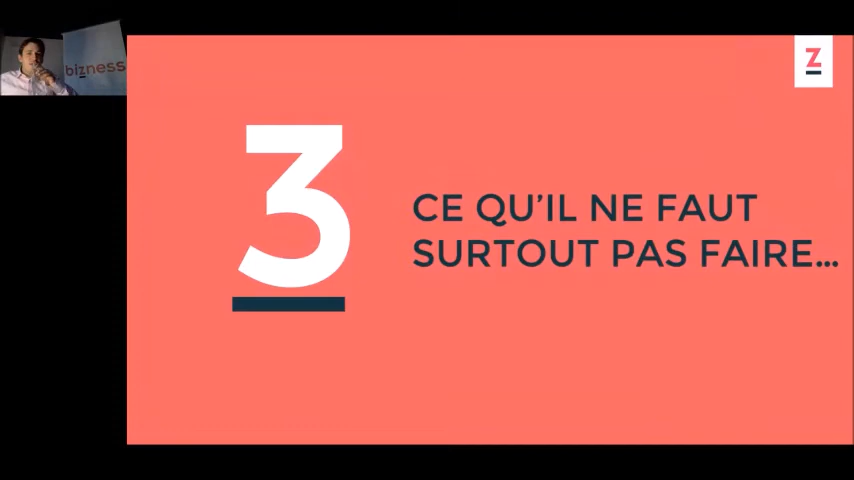 bizness
Z
3
CE QU'IL NE FAUT
SURTOUT PAS FAIRE...